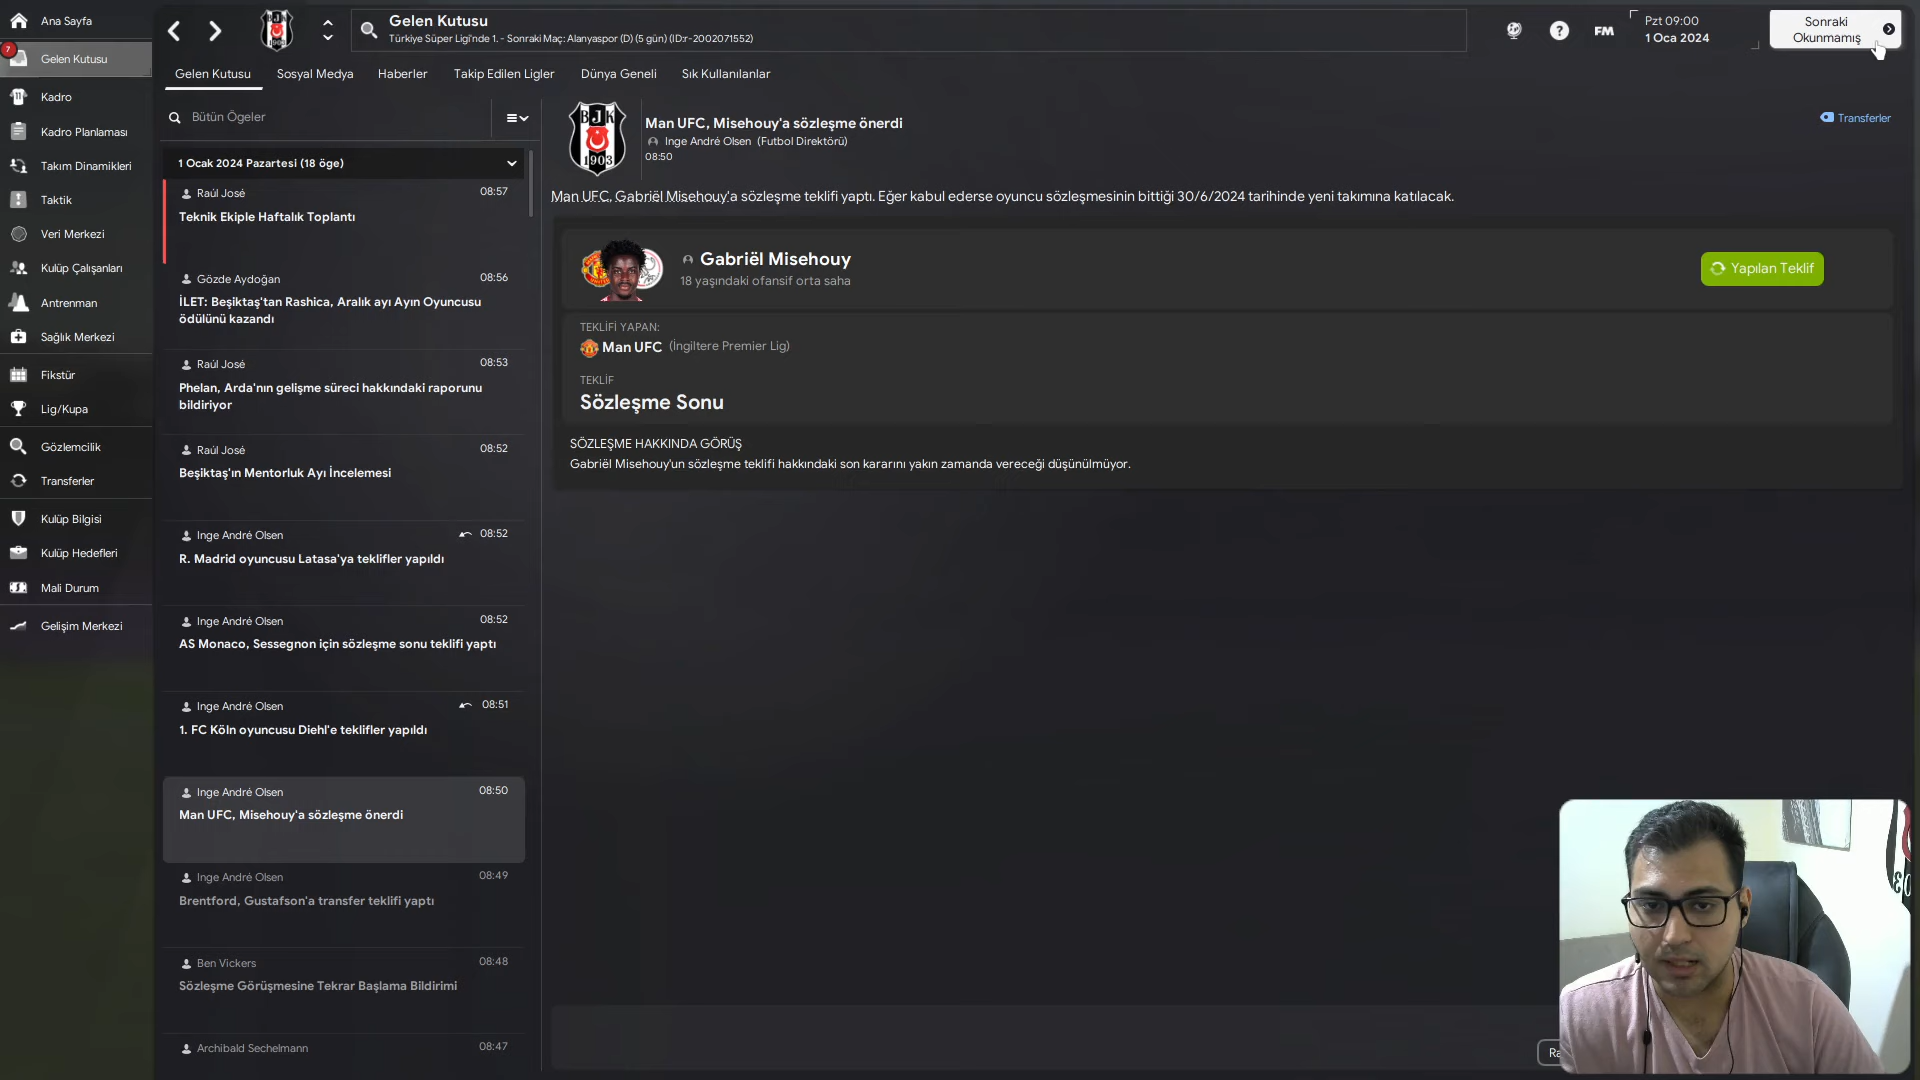 Ana Sayfa
7
Gelen Kutusu
Kadro
Kadro Planlaması
Takım Dinamikleri
Taktik
Veri Merkezi
Kulüp Çalışanları
Antrenman
Sağlık Merkezi
Fikstür
Lig/Kupa
Gözlemcilik
Transferler
Kulüp Bilgisi
Kulüp Hedefleri
Mali Durum
Gelişim Merkezi
Gelen Kutusu
Türkiye Süper Ligi'nde 1. - Sonraki Maç: Alanyaspor (D) (5 gün) (ID:r-2002071552)
FM
Pzt 09:00
1 Oca 2024
Sonraki
Okunmamış
Gelen Kutusu
Sosyal Medya
Haberler
Takip Edilen Ligler
Dünya Geneli
Sık Kullanılanlar
Bütün Ögeler
1 Ocak 2024 Pazartesi (18 öge)
Raúl José 08:57
Teknik Ekiple Haftalık Toplantı
Gözde Aydoğan 08:56
İLET: Beşiktaş'tan Rashica, Aralık ayı Ayın Oyuncusu
ödülünü kazandı
Raúl José 08:53
Phelan, Arda'nın gelişme süreci hakkındaki raporunu
bildiriyor
Raúl José 08:52
Beşiktaş'ın Mentorluk Ayı İncelemesi
Inge André Olsen 08:52
R. Madrid oyuncusu Latasa'ya teklifler yapıldı
Inge André Olsen 08:52
AS Monaco, Sessegnon için sözleşme sonu teklifi yaptı
Inge André Olsen 08:51
1. FC Köln oyuncusu Diehl'e teklifler yapıldı
Inge André Olsen 08:50
Man UFC, Misehouy'a sözleşme önerdi
Inge André Olsen 08:49
Brentford, Gustafson'a transfer teklifi yaptı
Ben Vickers 08:48
Sözleşme Görüşmesine Tekrar Başlama Bildirimi
Archibald Sechelmann 08:47
BJK
1903
Man UFC, Misehouy'a sözleşme önerdi
Inge André Olsen (Futbol Direktörü)
08:50
Transferler
Man UFC, Gabriël Misehouy'a sözleşme teklifi yaptı. Eğer kabul ederse oyuncu sözleşmesinin bittiği 30/6/2024 tarihinde yeni takımına katılacak.
Gabriël Misehouy
18 yaşındaki ofansif orta saha
Yapılan Teklif
TEKLİFİ YAPAN:
Man UFC (İngiltere Premier Lig)
TEKLİF
Sözleşme Sonu
SÖZLEŞME HAKKINDA GÖRÜŞ
Gabriël Misehouy'un sözleşme teklifi hakkındaki son kararını yakın zamanda vereceği düşünülmüyor.